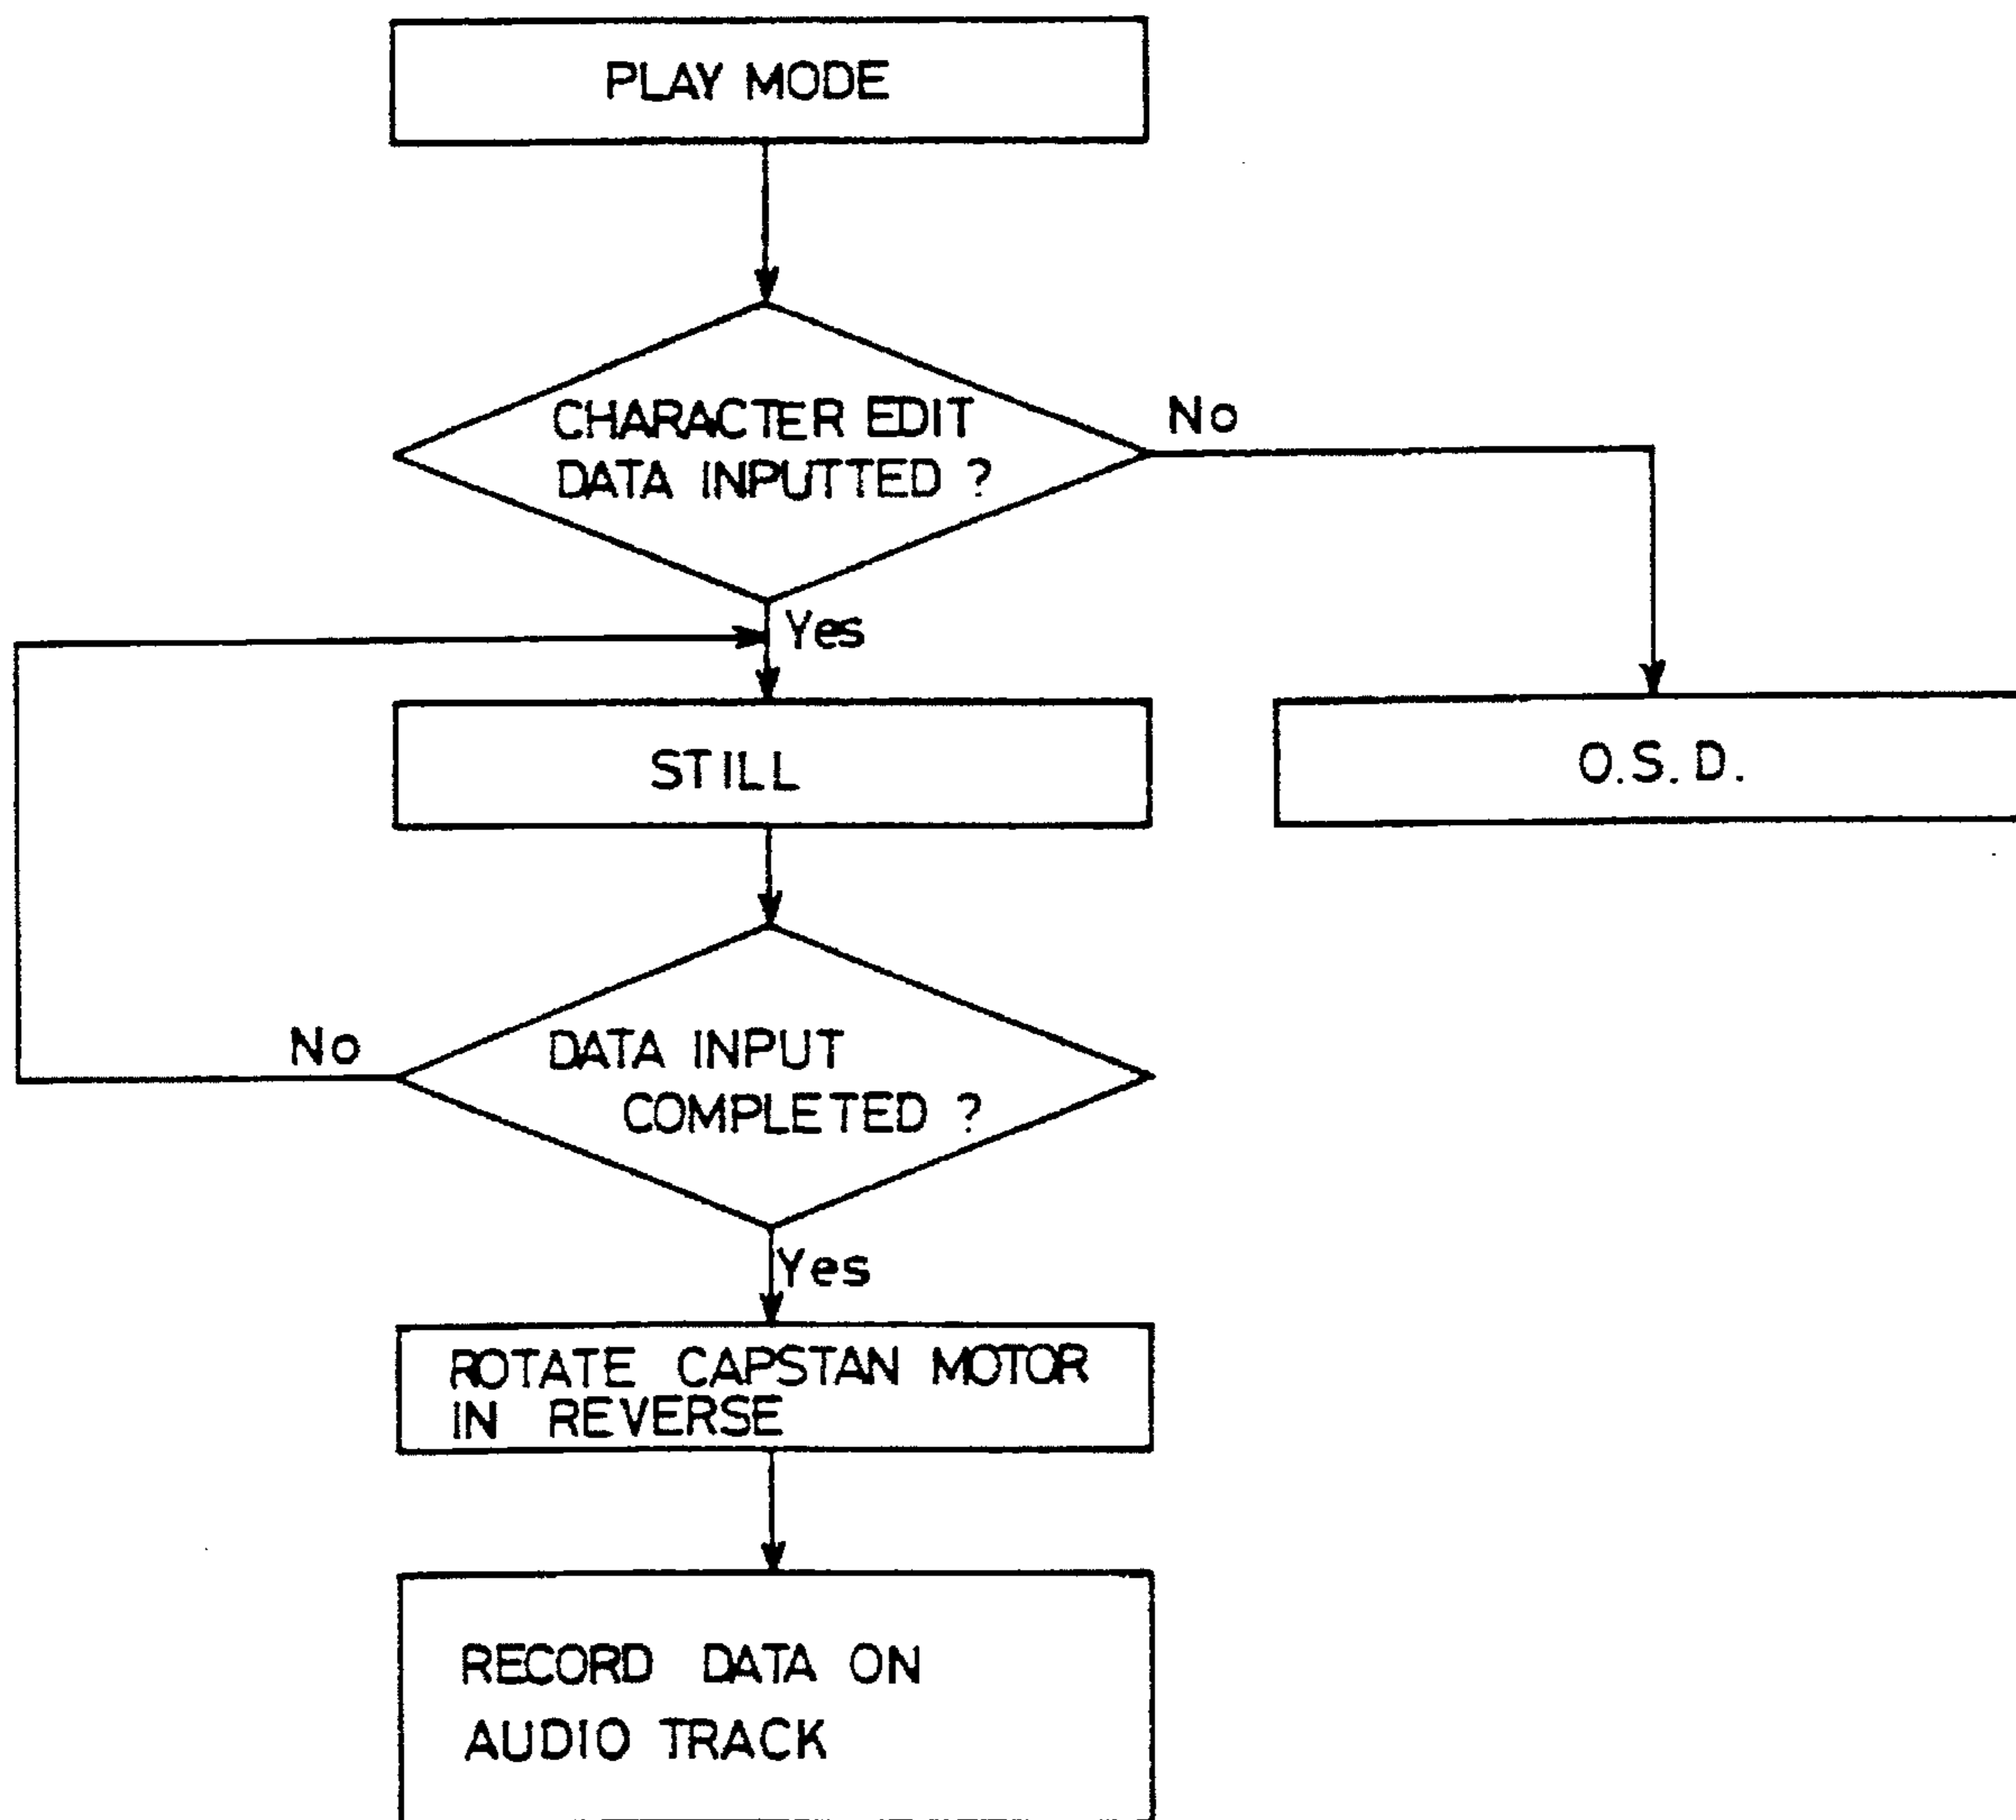 PLAY MODE
CHARACTER EDIT
DATA INPUTTED ?
No
Yes
STILL
O.S.D.
No
DATA INPUT
COMPLETED ?
Yes
ROTATE CAPSTAN MOTOR
IN REVERSE
RECORD DATA ON
AUDIO TRACK